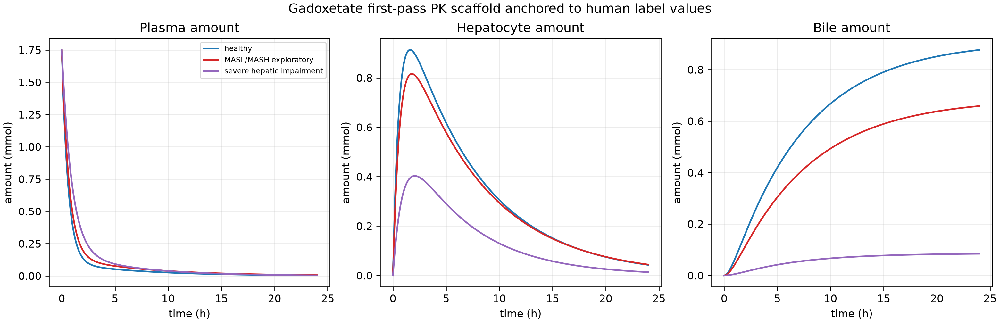 Gadoxetate first-pass PK scaffold anchored to human label values
Plasma amount
amount (mmol)
1.75
1.50
1.25
1.00
0.75
0.50
0.25
0.00
0 5 10 15 20 25
time (h)
healthy
MASL/MASH exploratory
severe hepatic impairment
Hepatocyte amount
amount (mmol)
0.8
0.6
0.4
0.2
0.0
0 5 10 15 20 25
time (h)
Bile amount
amount (mmol)
0.8
0.6
0.4
0.2
0.0
0 5 10 15 20 25
time (h)